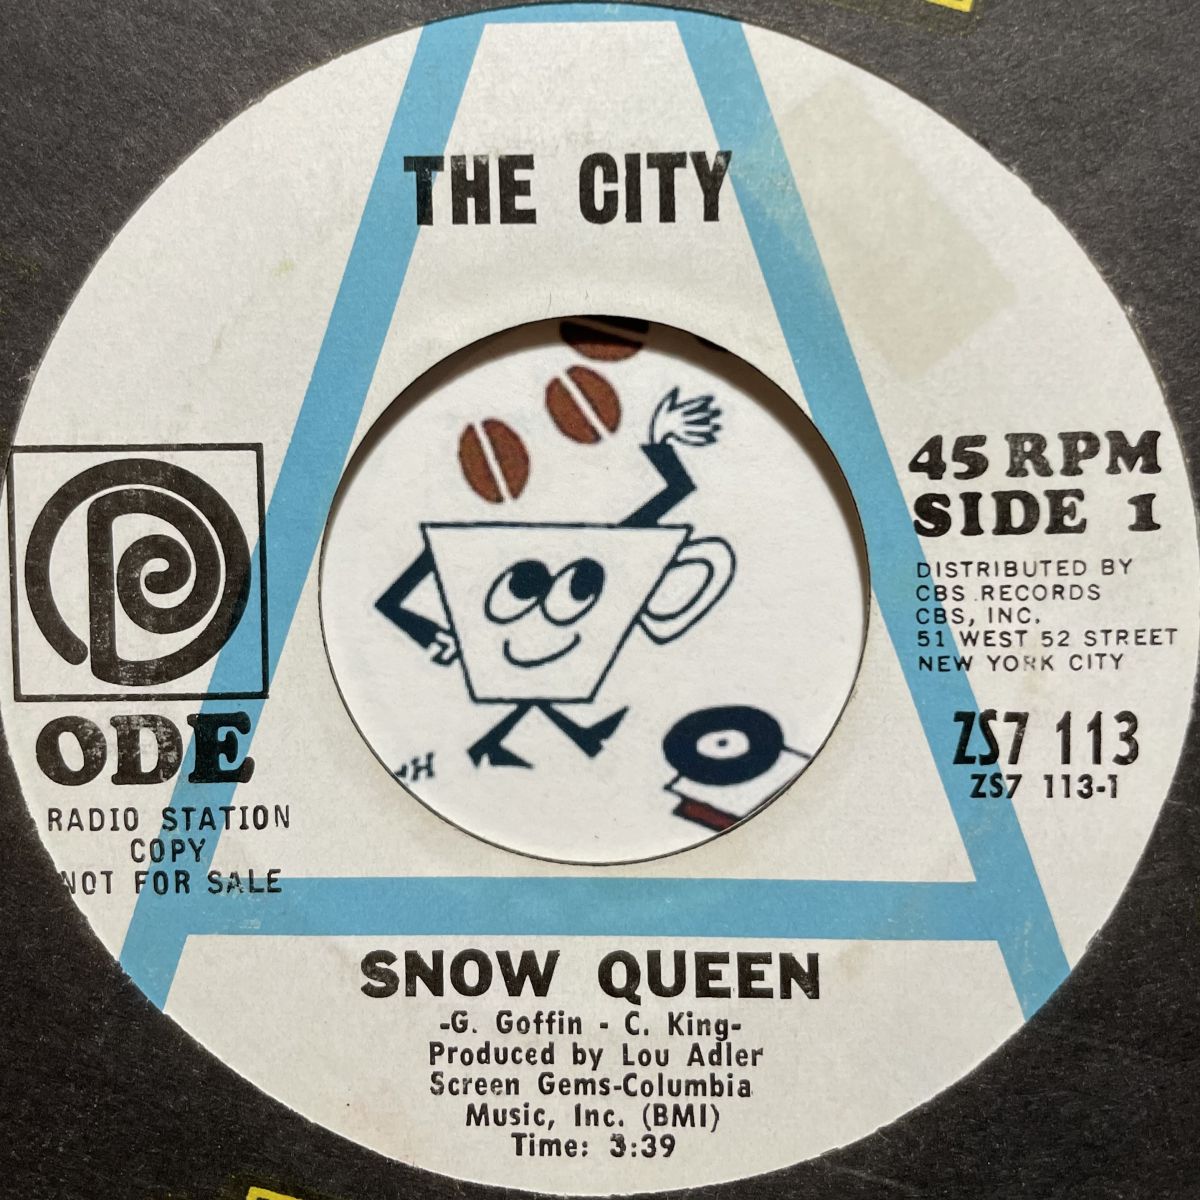 THE CITY
45 RPM
SIDE 1
DISTRIBUTED BY
CBS RECORDS
CBS, INC.
51 WEST 52 STREET
NEW YORK CITY
ZS7 113
ZS7 113-1
ODE
RADIO STATION
COPY
NOT FOR SALE
SNOW QUEEN
-G. Goffin - C. King-
Produced by Lou Adler
Screen Gems-Columbia
Music, Inc. (BMI)
Time: 3:39